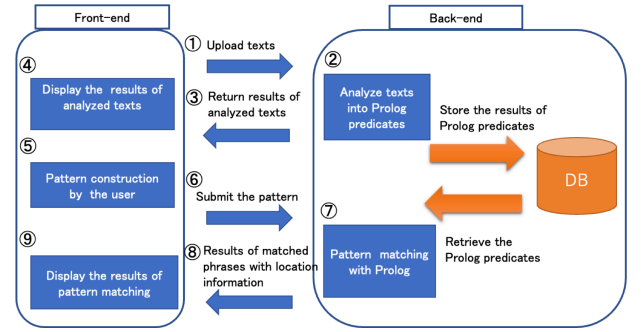 Front-end
Back-end
① Upload texts
②
④
Display the results of
analyzed texts
③ Return results of
analyzed texts
Analyze texts
into Prolog
predicates
Store the results of
Prolog predicates
⑤
Pattern construction
by the user
⑥
Submit the pattern
DB
⑦
⑨
Display the results of
pattern matching
⑧ Results of matched
phrases with location
information
Pattern matching
with Prolog
Retrieve the
Prolog predicates